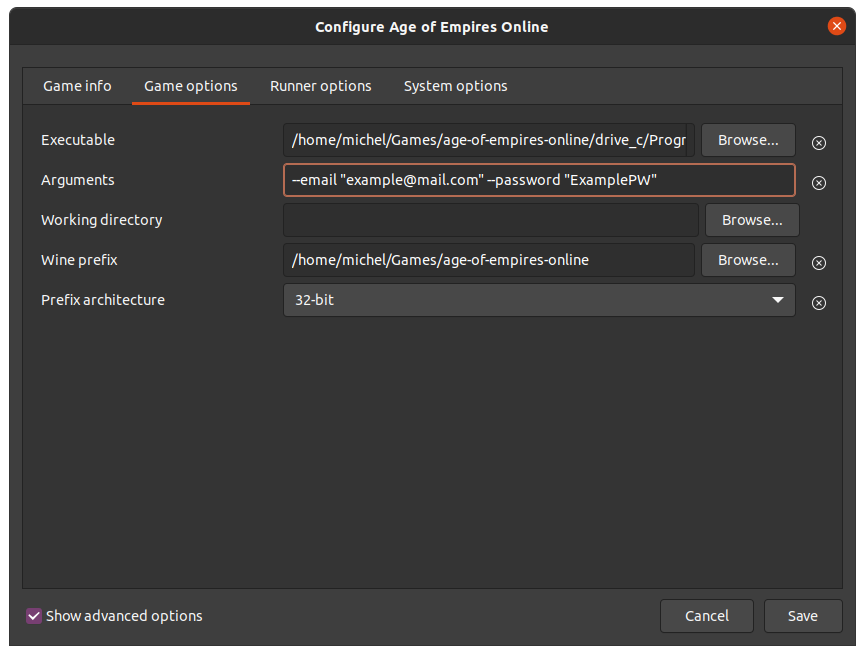 Configure Age of Empires Online
Game info Game options Runner options System options
Executable /home/michel/Games/age-of-empires-online/drive_c/Progr Browse...
Arguments --email "example@mail.com" --password "ExamplePW"
Working directory Browse...
Wine prefix /home/michel/Games/age-of-empires-online Browse...
Prefix architecture 32-bit
Show advanced options Cancel Save